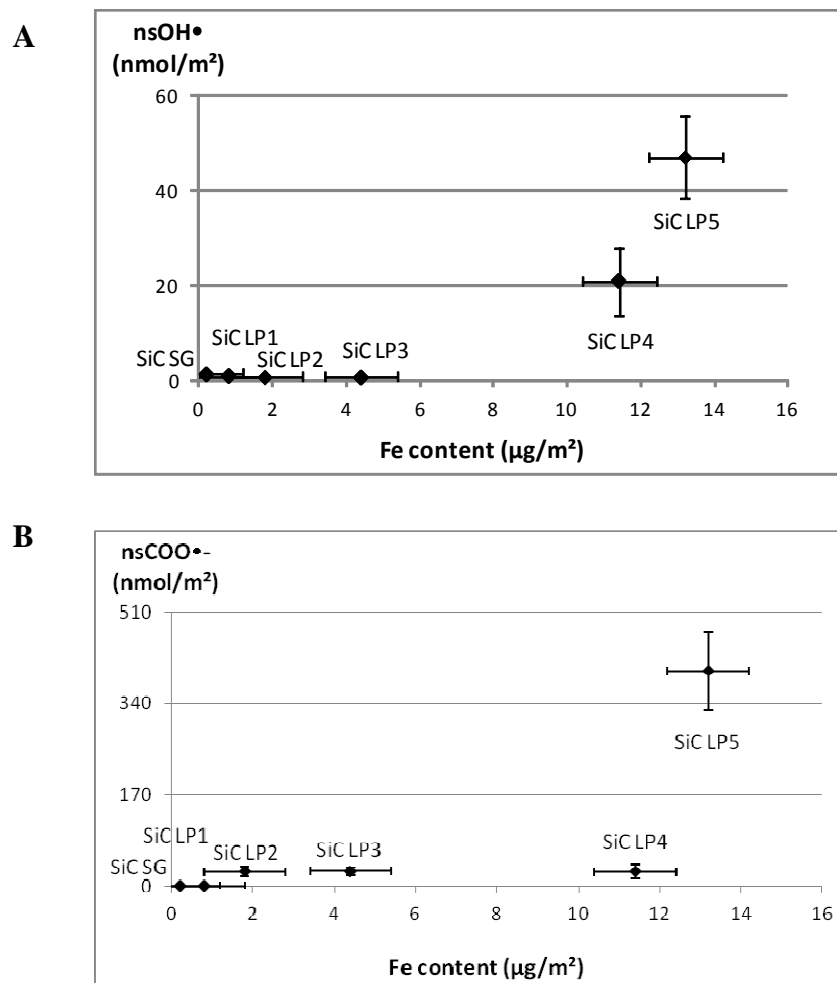 A
nsOH•
(nmol/m²)
60
40
20
0
SiC SG
SiC LP1
SiC LP2
SiC LP3
SiC LP4
SiC LP5
0 2 4 6 8 10 12 14 16
Fe content (µg/m²)
B
nsCOO•-
(nmol/m²)
510
340
170
0
SiC SG
SiC LP1
SiC LP2
SiC LP3
SiC LP4
SiC LP5
0 2 4 6 8 10 12 14 16
Fe content (µg/m²)